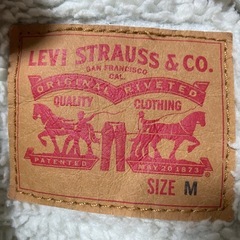 LEVI STRAUSS & CO.
SAN FRANCISCO
CAL.
ORIGINAL RIVETED
QUALITY CLOTHING
PATENTED MAY 20 1873
SIZE M